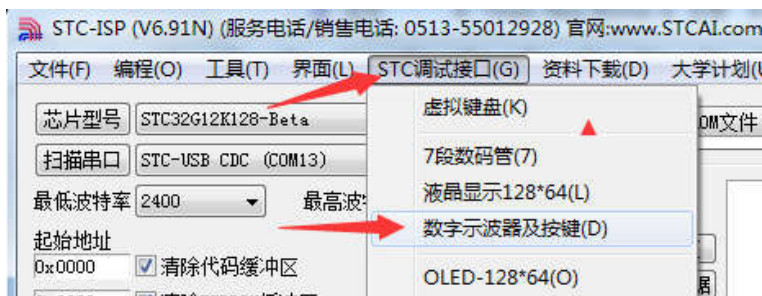 STC-ISP (V6.91N) (服务电话/销售电话: 0513-55012928) 官网:www.STCAI.com
文件(F) 编程(O) 工具(T) 界面(L) STC调试接口(G) 资料下载(D) 大学计划(
芯片型号 STC32G12K128-Beta
虚拟键盘(K)
文件
扫描串口 STC-USB CDC (COM13)
7段数码管(7)
液晶显示128*64(L)
最低波特率 2400 最高波
数字示波器及按键(D)
起始地址
0x0000 清除代码缓冲区
OLED-128*64(O)